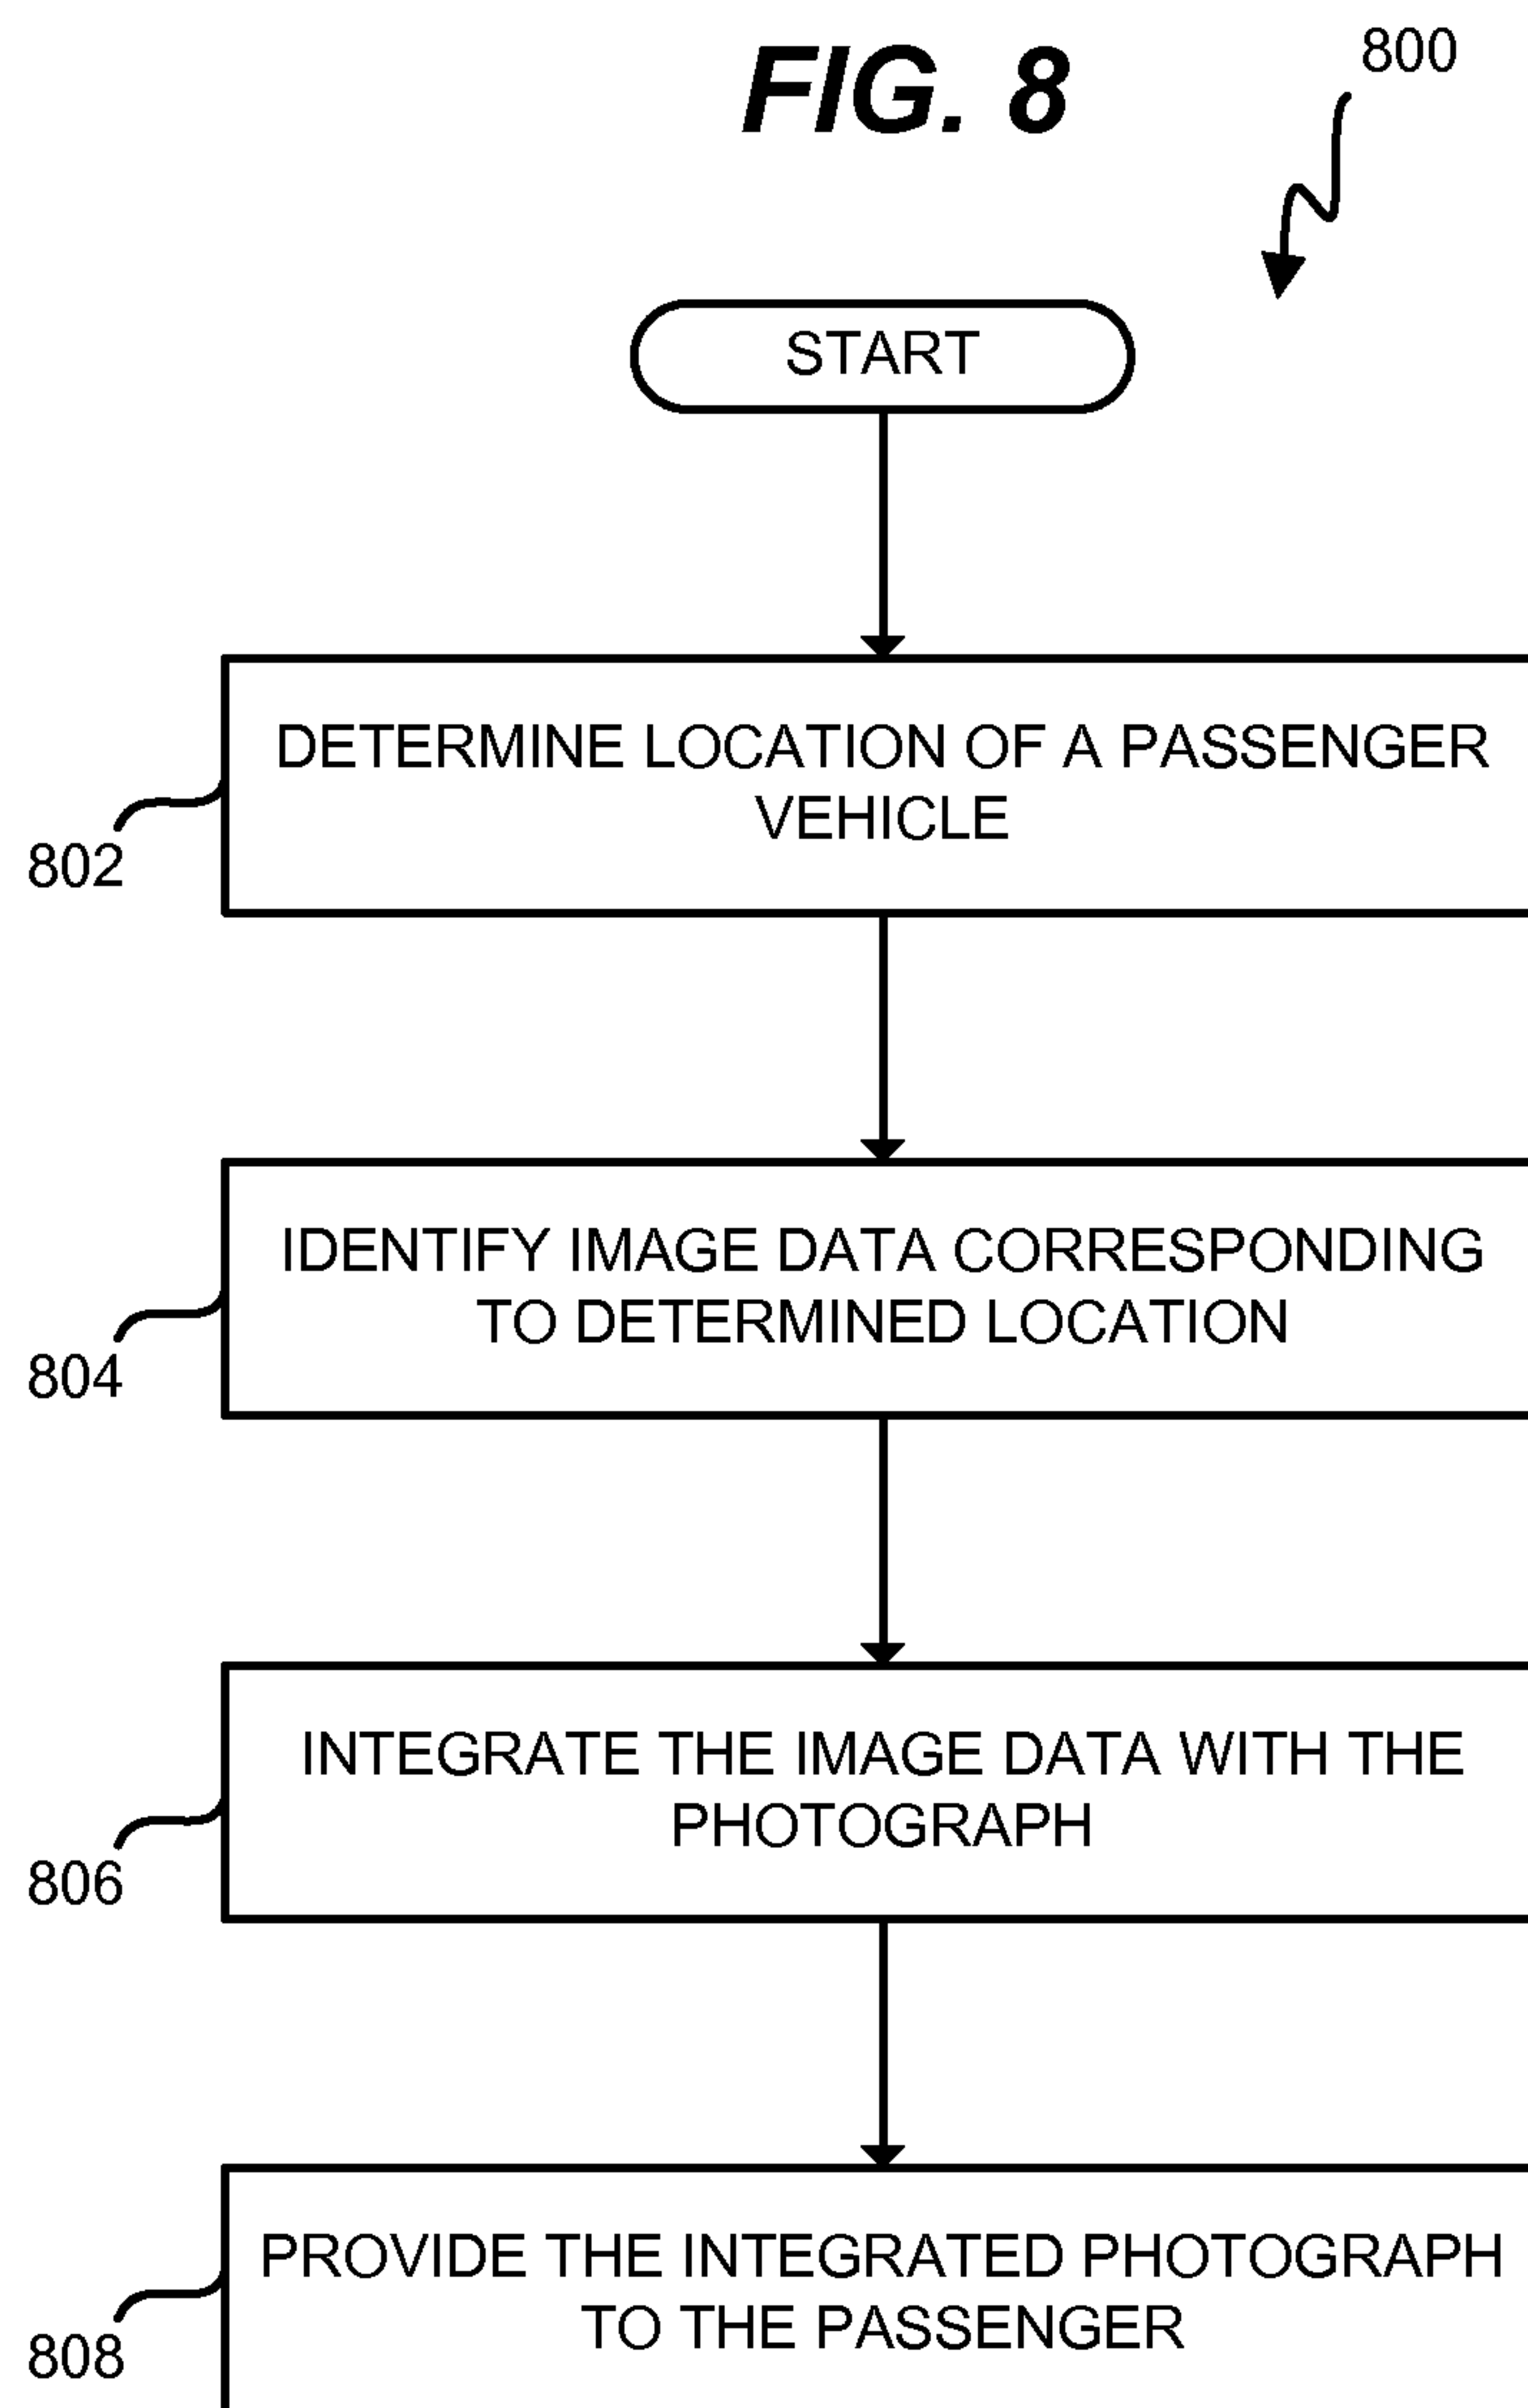 FIG. 8
800
START
DETERMINE LOCATION OF A PASSENGER
VEHICLE
802
IDENTIFY IMAGE DATA CORRESPONDING
TO DETERMINED LOCATION
804
INTEGRATE THE IMAGE DATA WITH THE
PHOTOGRAPH
806
PROVIDE THE INTEGRATED PHOTOGRAPH
TO THE PASSENGER
808